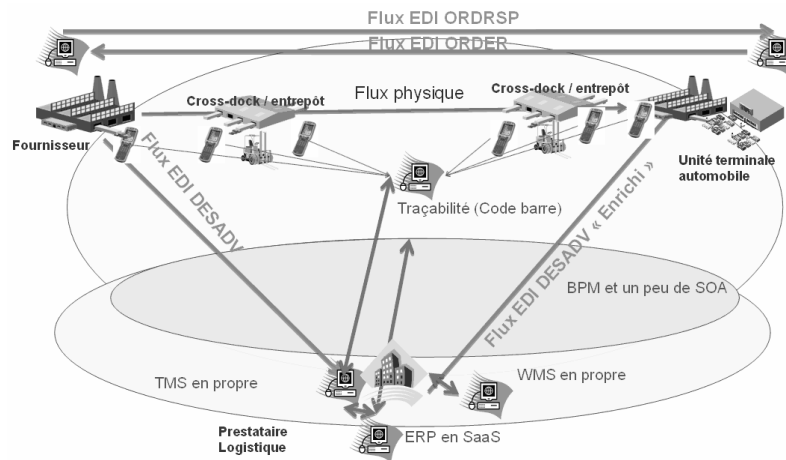 Flux EDI ORDRSP
Flux EDI ORDER
Cross-dock / entrepôt
Flux physique
Cross-dock / entrepôt
Fournisseur
Unité terminale
automobile
Flux EDI DESADV
Traçabilité (Code barre)
Flux EDI DESADV « Enrichi »
BPM et un peu de SOA
TMS en propre
WMS en propre
Prestataire
Logistique
ERP en SaaS